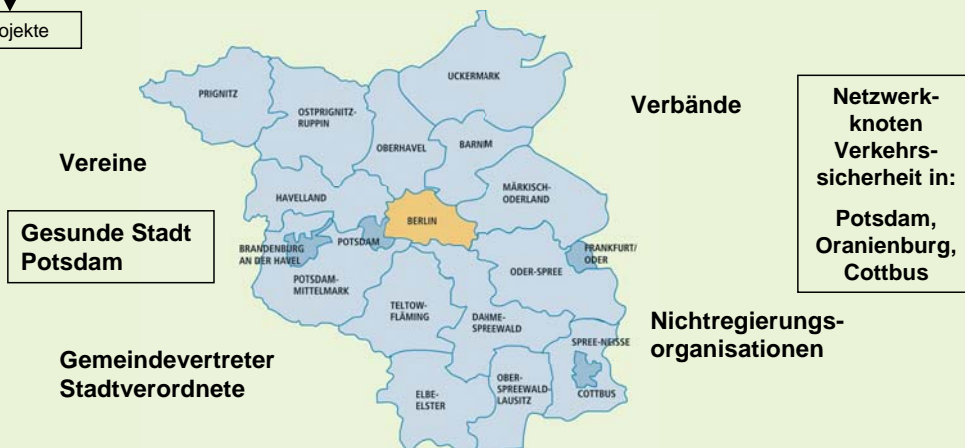 ojekte
UCKERMARK
PRIGNITZ
OSTPRIGNITZ-
RUPPIN
OBERHAVEL
BARNIM
Verbände
Netzwerk-
knoten
Verkehrs-
sicherheit in:
Potsdam,
Oranienburg,
Cottbus
Vereine
HAVELLAND
MÄRKISCH-
ODERLAND
BERLIN
Gesunde Stadt
Potsdam
BRANDENBURG
AN DER HAVEL
POTSDAM
FRANKFURT/
ODER
ODER-SPREE
POTSDAM-
MITTELMARK
TELTOW-
FLÄMING
DAHME-
SPREEWALD
Nichtregierungs-
organisationen
SPREE-NEISSE
Gemeindevertreter
Stadtverordnete
ELBE-
ELSTER
OBER-
SPREEWALD-
LAUSITZ
COTTBUS